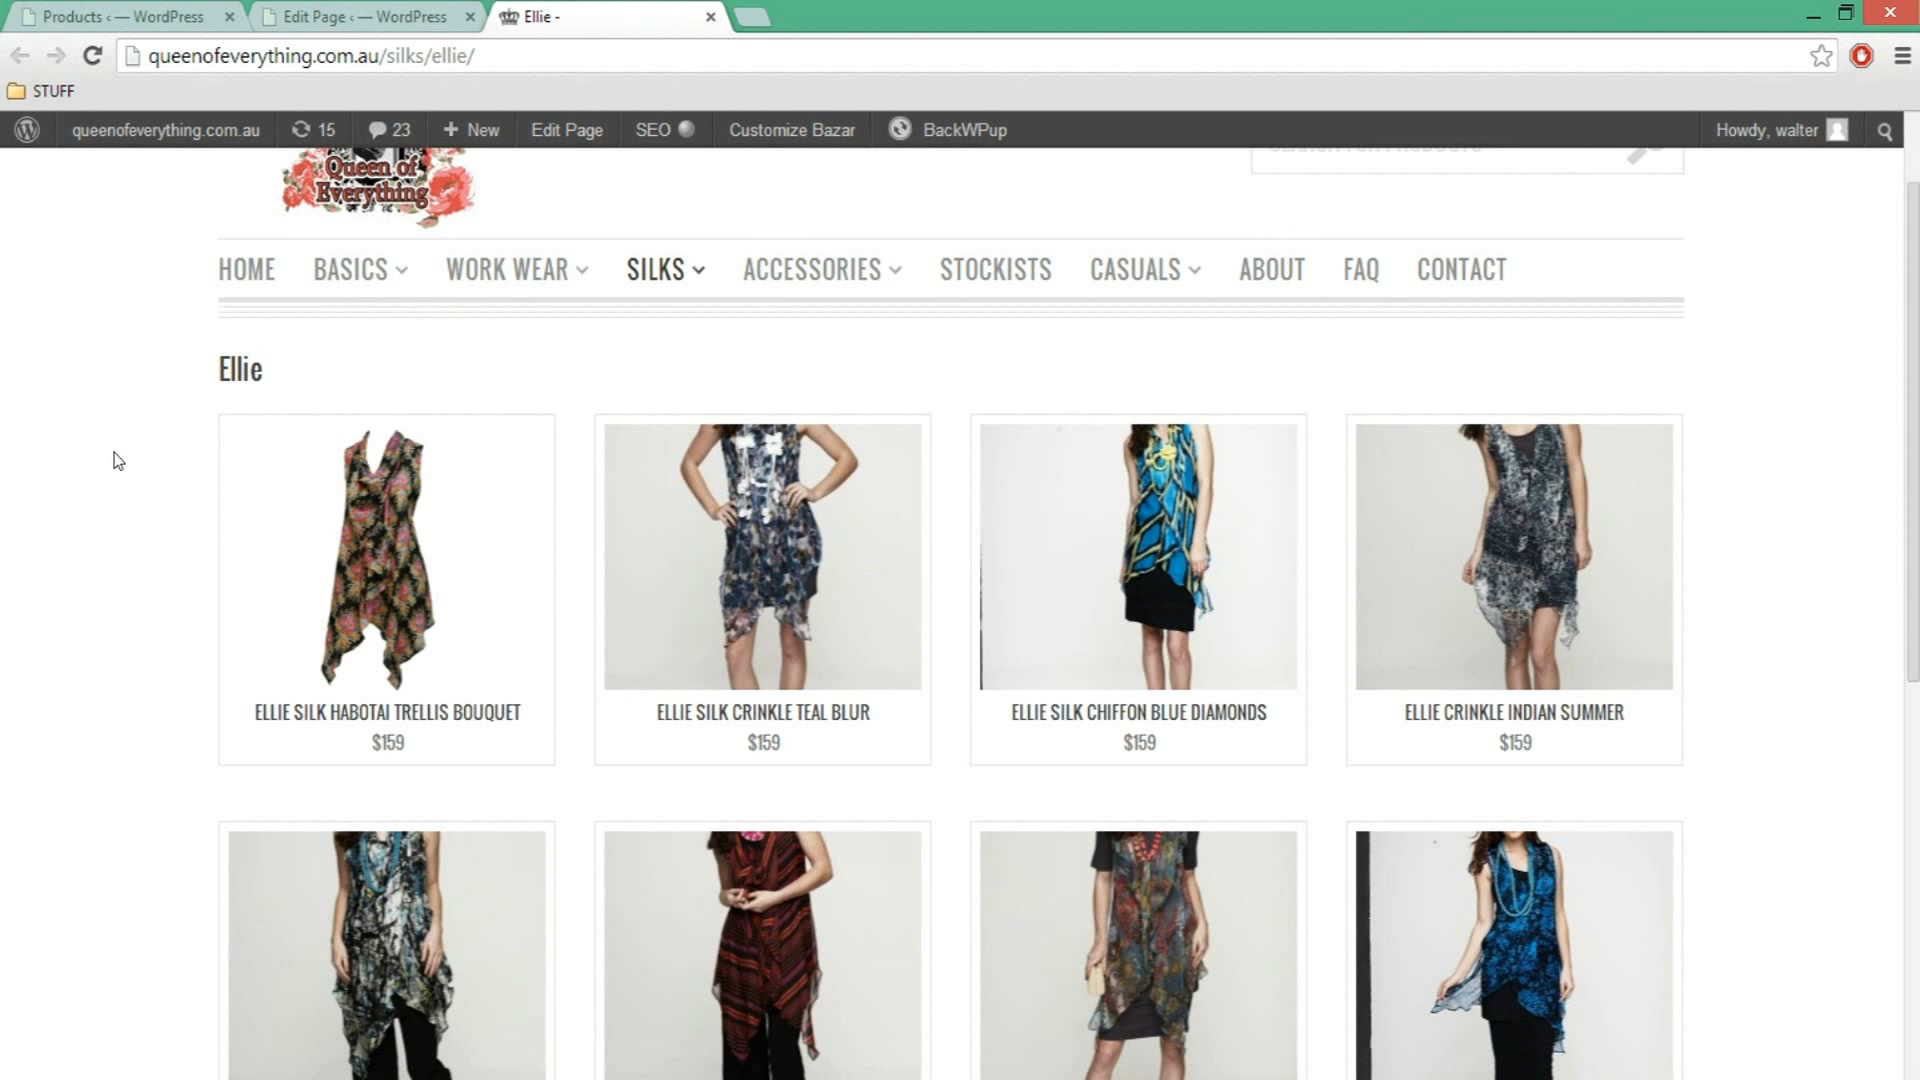 Products ‹ — WordPress
Edit Page ‹ — WordPress
Ellie -
queenofeverything.com.au/silks/ellie/
STUFF
queenofeverything.com.au
15
23
New
Edit Page
SEO
Customize Bazar
BackWPup
Howdy, walter
Queen of
Everything
HOME
BASICS
WORK WEAR
SILKS
ACCESSORIES
STOCKISTS
CASUALS
ABOUT
FAQ
CONTACT
Ellie
ELLIE SILK HABOTAI TRELLIS BOUQUET
$159
ELLIE SILK CRINKLE TEAL BLUR
$159
ELLIE SILK CHIFFON BLUE DIAMONDS
$159
ELLIE CRINKLE INDIAN SUMMER
$159